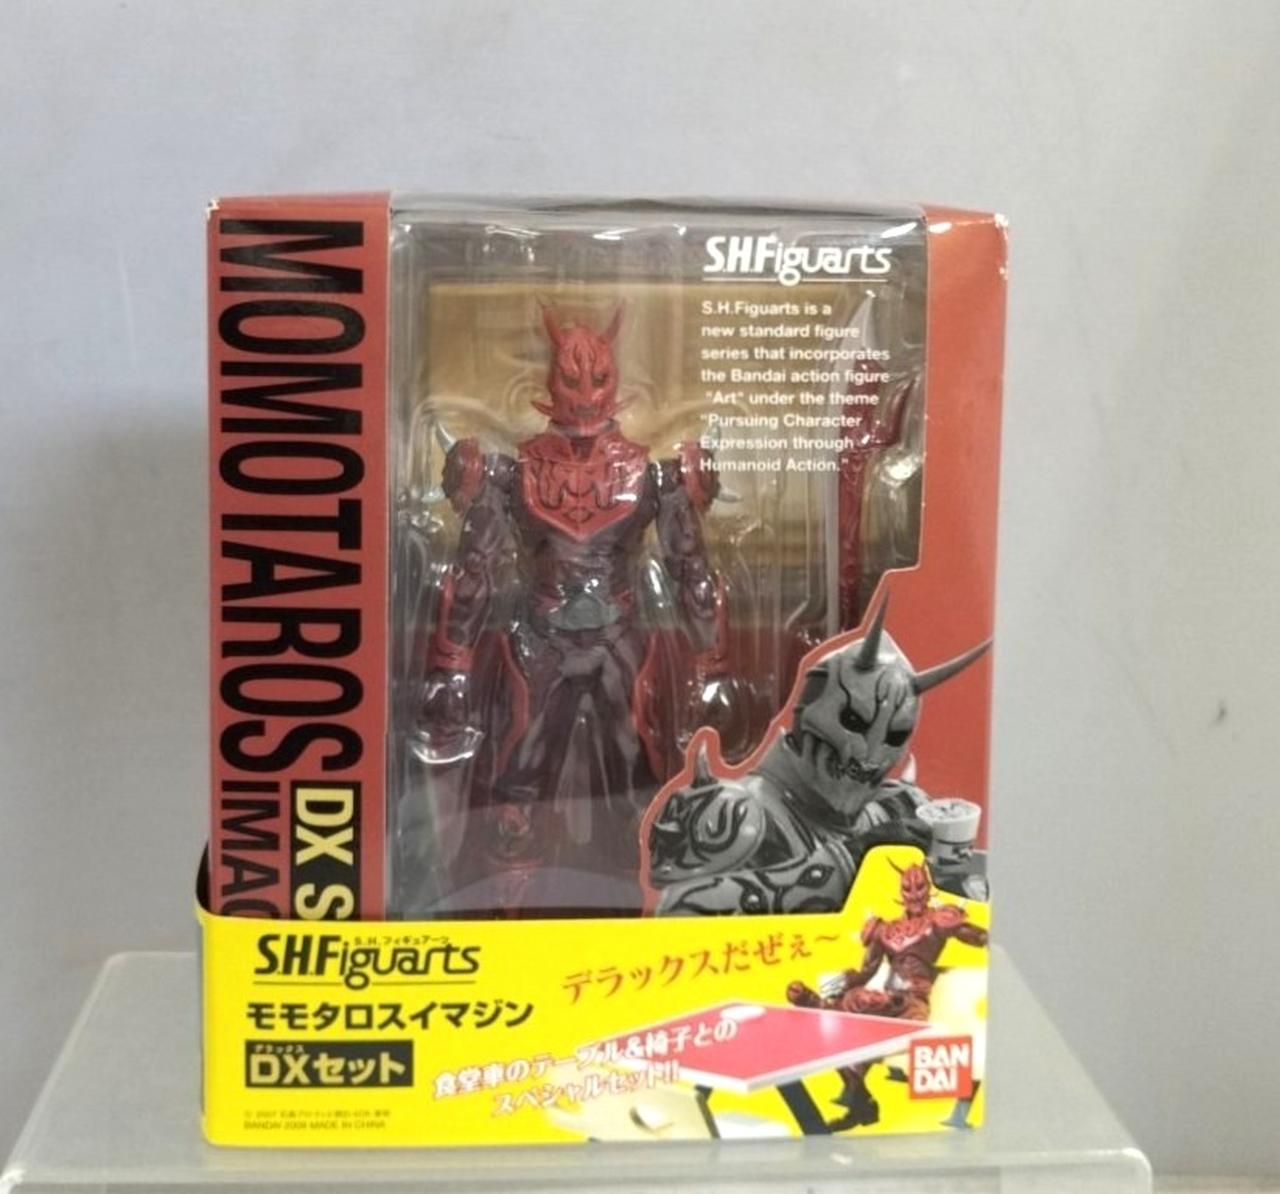 MOMOTAROS IMAG
DX S
S.H.Figuarts
S.H.Figuarts is a
new standard figure
series that incorporates
the Bandai action figure
"Art" under the theme
"Pursuing Character
Expression through
Humanoid Action."
S.H.フィギュアーツ
S.H.Figuarts
モモタロスイマジン
デラックス
DXセット
デラックスだぜぇ〜
食堂車のテーブル&椅子との
スペシャルセット!!
BAN
DAI
BANDAI 2008 MADE IN CHINA